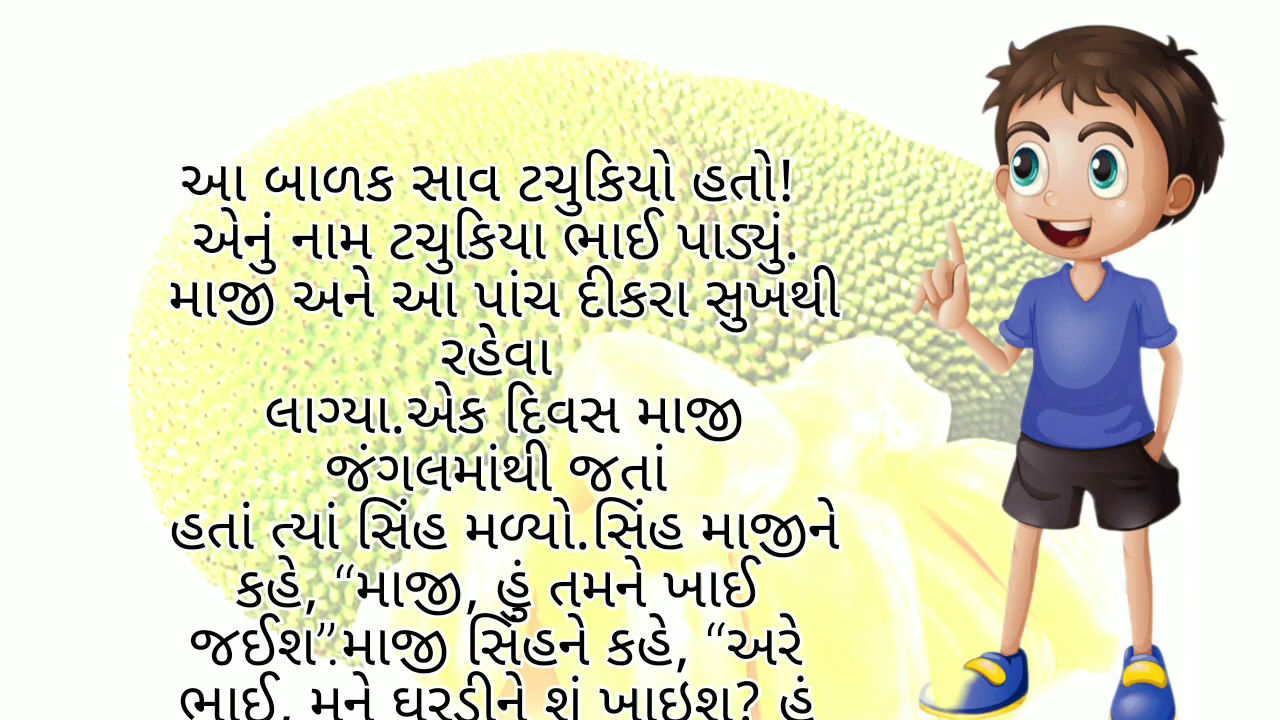 આ બાળક સાવ ટચુકિયો હતો!
એનું નામ ટચુકિયા ભાઈ પાડ્યું.
માજી અને આ પાંચ દીકરા સુખથી
રહેવા
લાગ્યા.એક દિવસ માજી
જંગલમાંથી જતાં
હતાં ત્યાં સિંહ મળ્યો.સિંહ માજીને
કહે, “માજી, હું તમને ખાઈ
જઈશ”.માજી સિંહને કહે, “અરે
ભાઈ, મને ઘરડીને શું ખાઇશ? હું